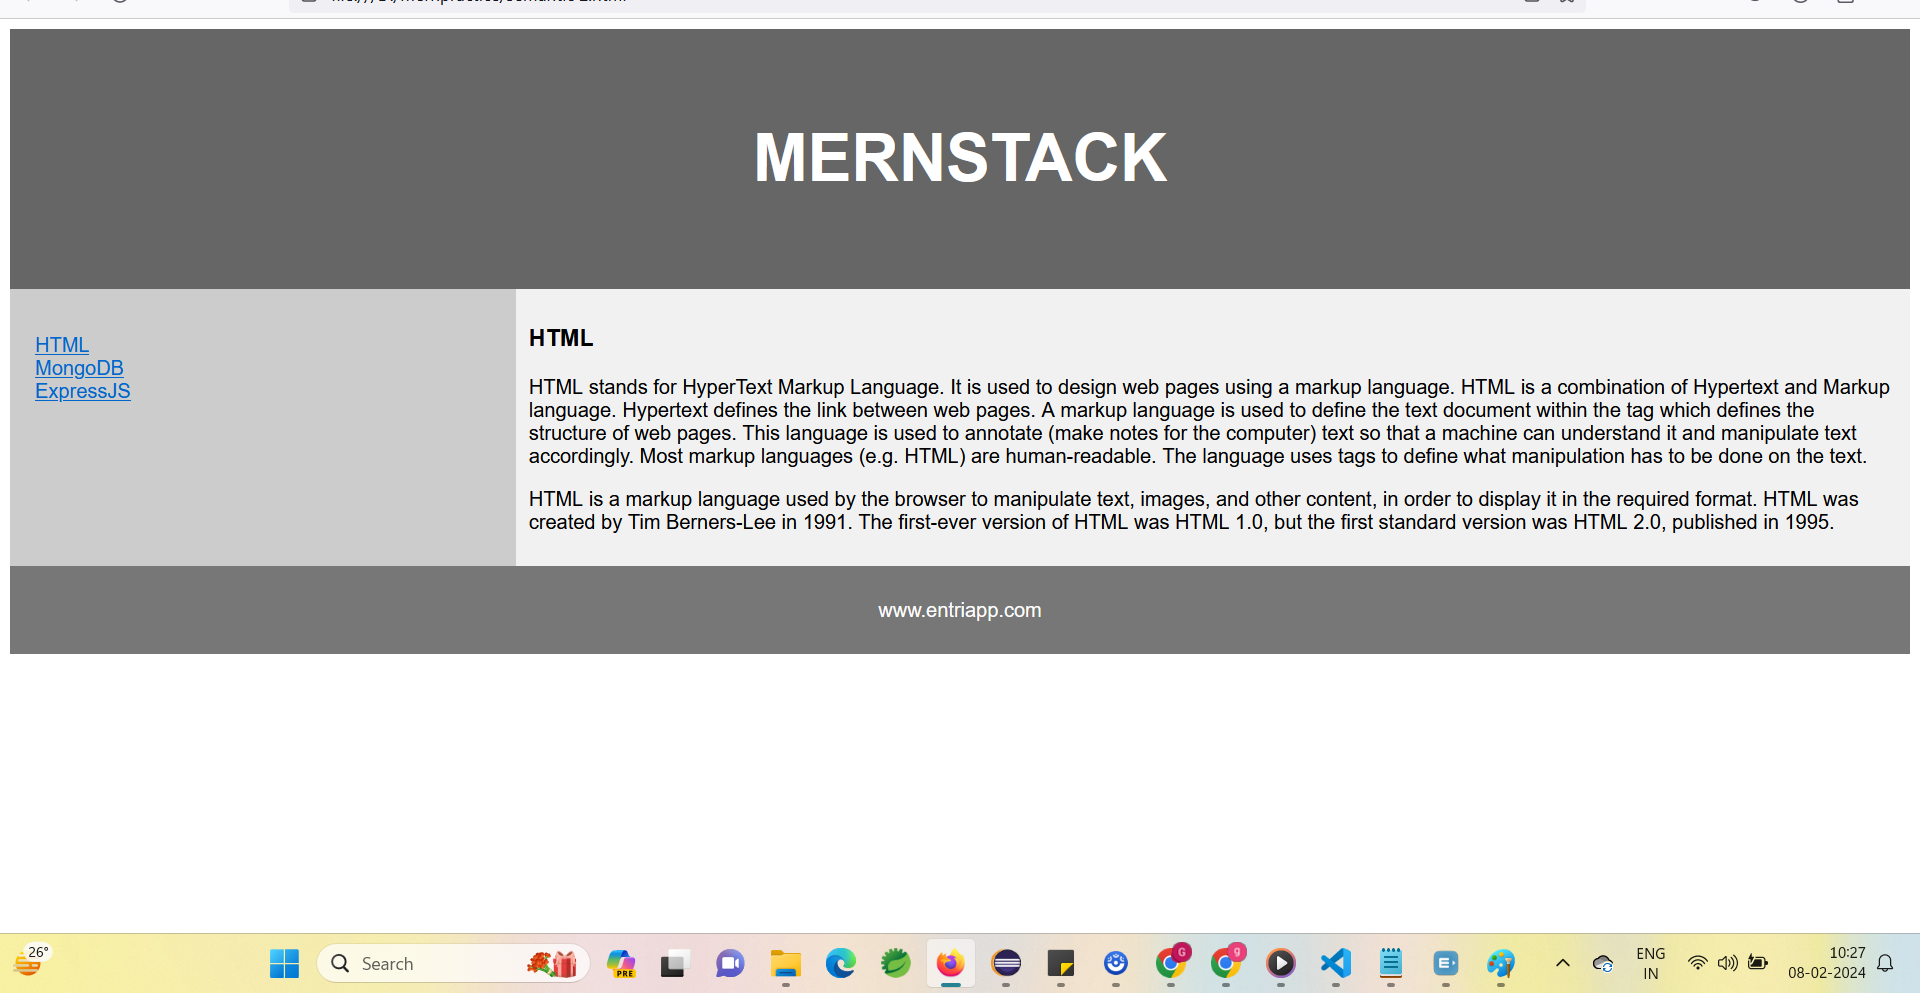 MERNSTACK
HTML
MongoDB
ExpressJS
HTML
HTML stands for HyperText Markup Language. It is used to design web pages using a markup language. HTML is a combination of Hypertext and Markup
language. Hypertext defines the link between web pages. A markup language is used to define the text document within the tag which defines the
structure of web pages. This language is used to annotate (make notes for the computer) text so that a machine can understand it and manipulate text
accordingly. Most markup languages (e.g. HTML) are human-readable. The language uses tags to define what manipulation has to be done on the text.
HTML is a markup language used by the browser to manipulate text, images, and other content, in order to display it in the required format. HTML was
created by Tim Berners-Lee in 1991. The first-ever version of HTML was HTML 1.0, but the first standard version was HTML 2.0, published in 1995.
www.entriapp.com
26°
Search
PRE
G
g
E
ENG
IN
10:27
08-02-2024